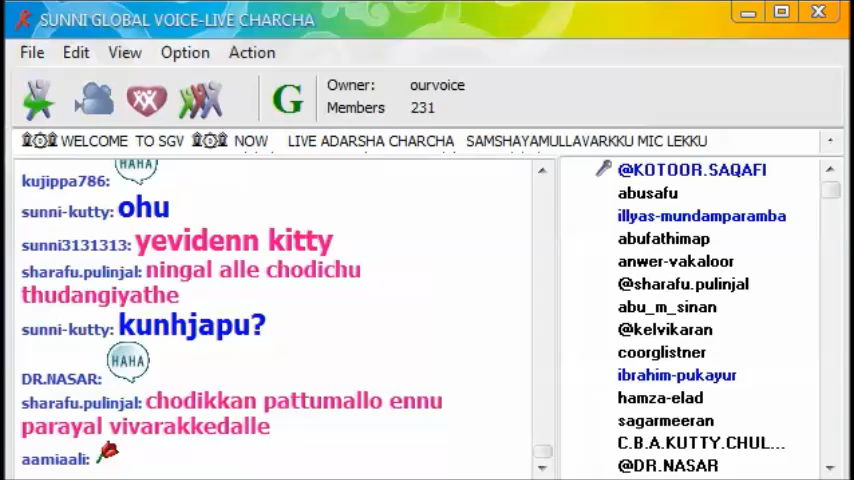 SUNNI GLOBAL VOICE-LIVE CHARCHA
File Edit View Option Action
G
Owner: ourvoice
Members 231
WELCOME TO SGV NOW LIVE ADARSHA CHARCHA SAMSHAYAMULLAVARKKU MIC LEKKU
HAHA
kujippa786:
sunni-kutty: ohu
sunni3131313: yevidenn kitty
sharafu.pulinjal: ningal alle chodichu
thudangiyathe
sunni-kutty: kunhjapu?
HAHA
DR.NASAR:
sharafu.pulinjal: chodikkan pattumallo ennu
parayal vivarakkedalle
aamiaali:
@KOTOOR.SAQAFI
abusafu
illyas-mundamparamba
abufathimap
anwer-vakaloor
@sharafu.pulinjal
abu_m_sinan
@kelvikaran
coorglistner
ibrahim-pukayur
hamza-elad
sagarmeeran
C.B.A.KUTTY.CHUL...
@DR.NASAR